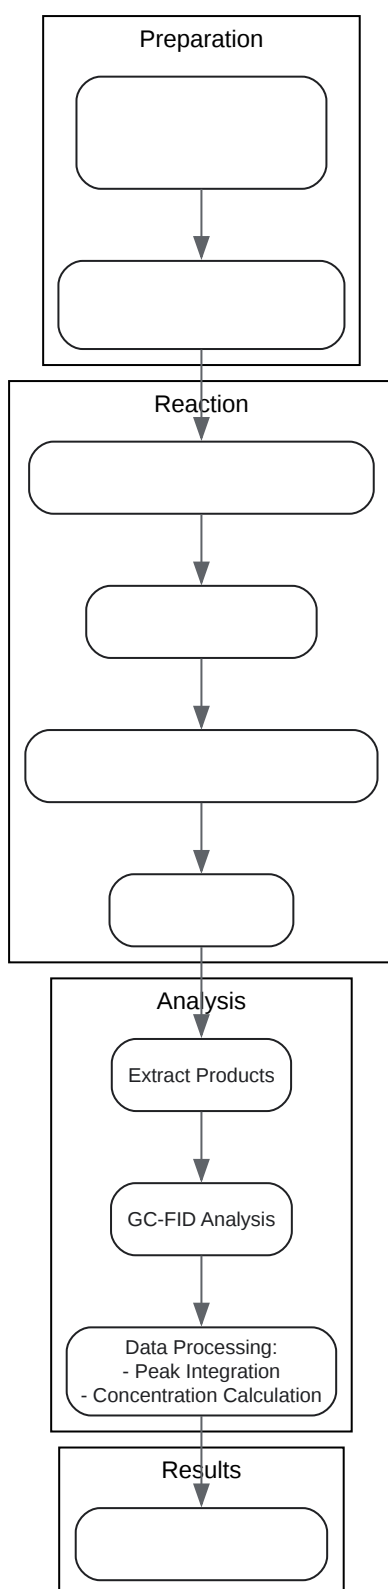 Preparation
Reaction
Analysis
Extract Products
GC-FID Analysis
Data Processing:
- Peak Integration
- Concentration Calculation
Results